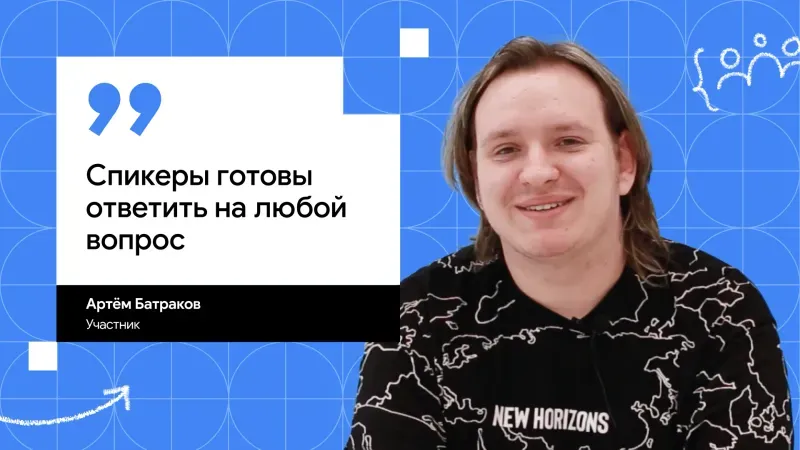 Спикеры готовы
ответить на любой
вопрос
Артём Батраков
Участник
NEW HORIZONS